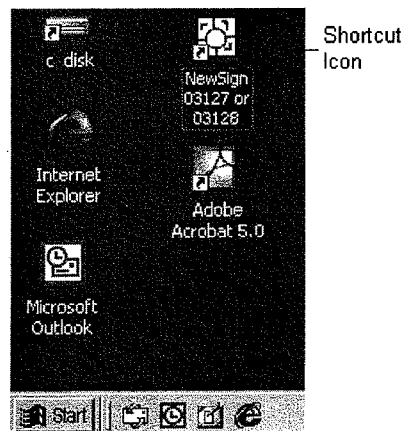 c disk
NewSign
03127 or
03128
Shortcut
Icon
Internet
Explorer
Adobe
Acrobat 5.0
Microsoft
Outlook
Start